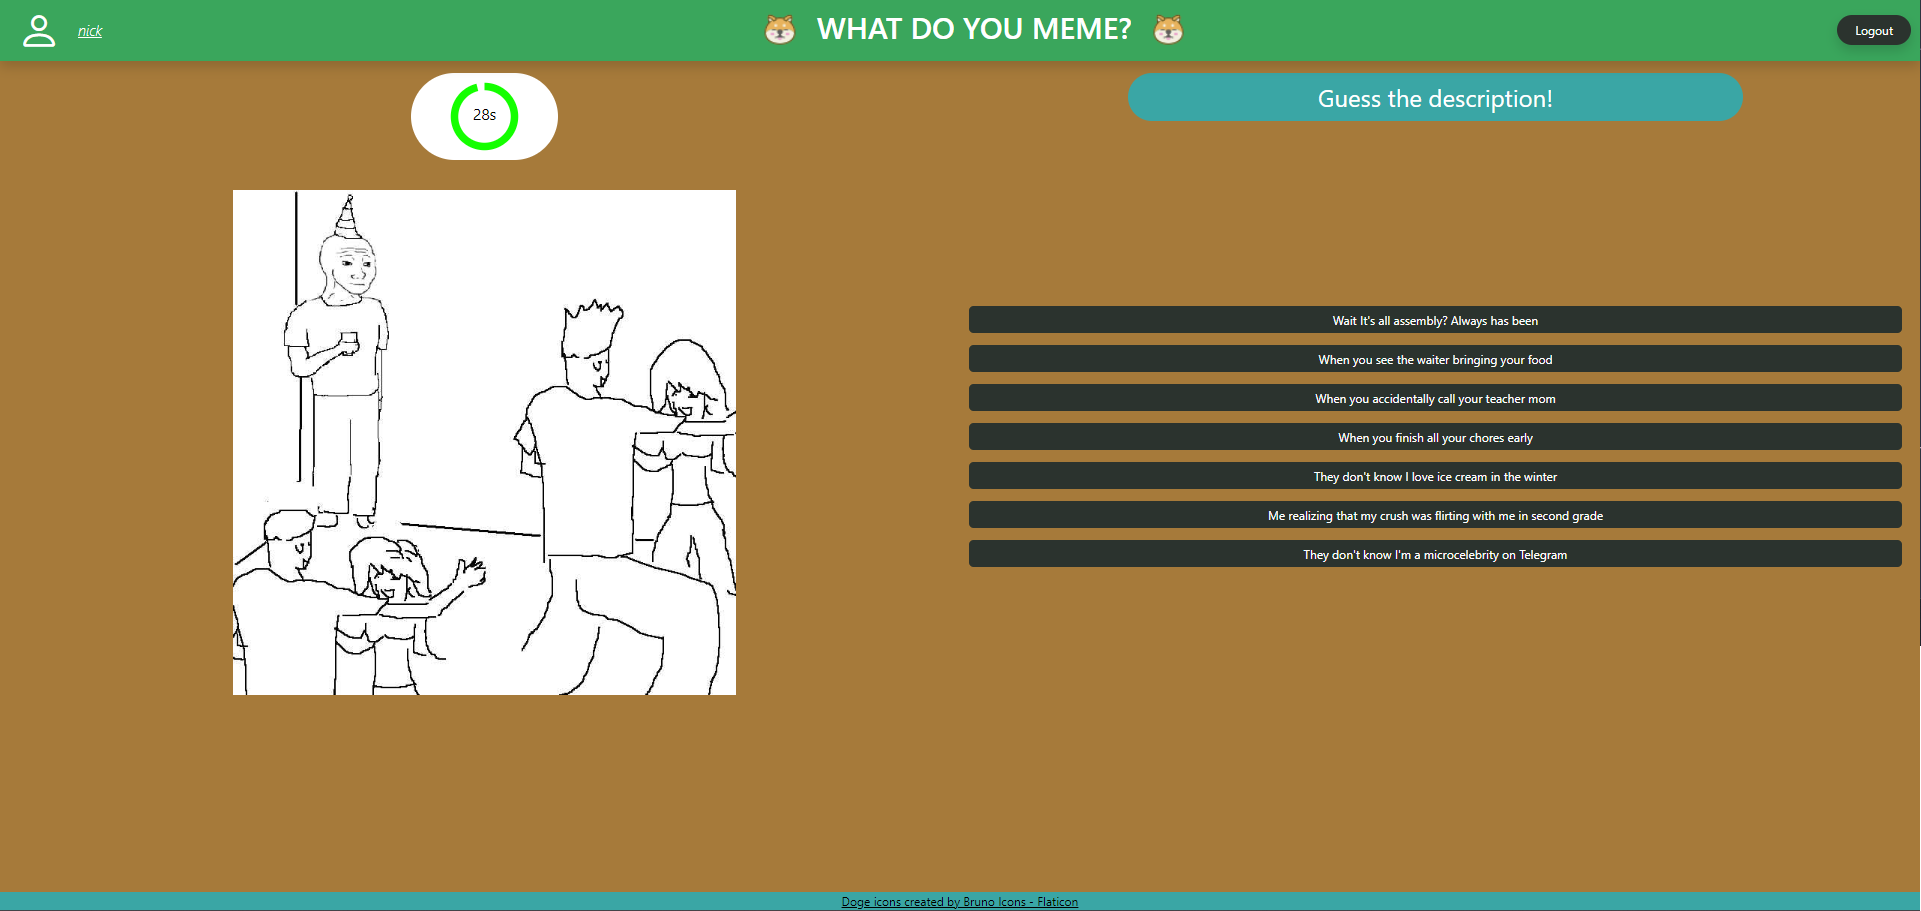 nick
WHAT DO YOU MEME?
Logout
28s
Guess the description!
Wait It's all assembly? Always has been
When you see the waiter bringing your food
When you accidentally call your teacher mom
When you finish all your chores early
They don't know I love ice cream in the winter
Me realizing that my crush was flirting with me in second grade
They don't know I'm a microcelebrity on Telegram
Doge icons created by Bruno Icons - Flaticon